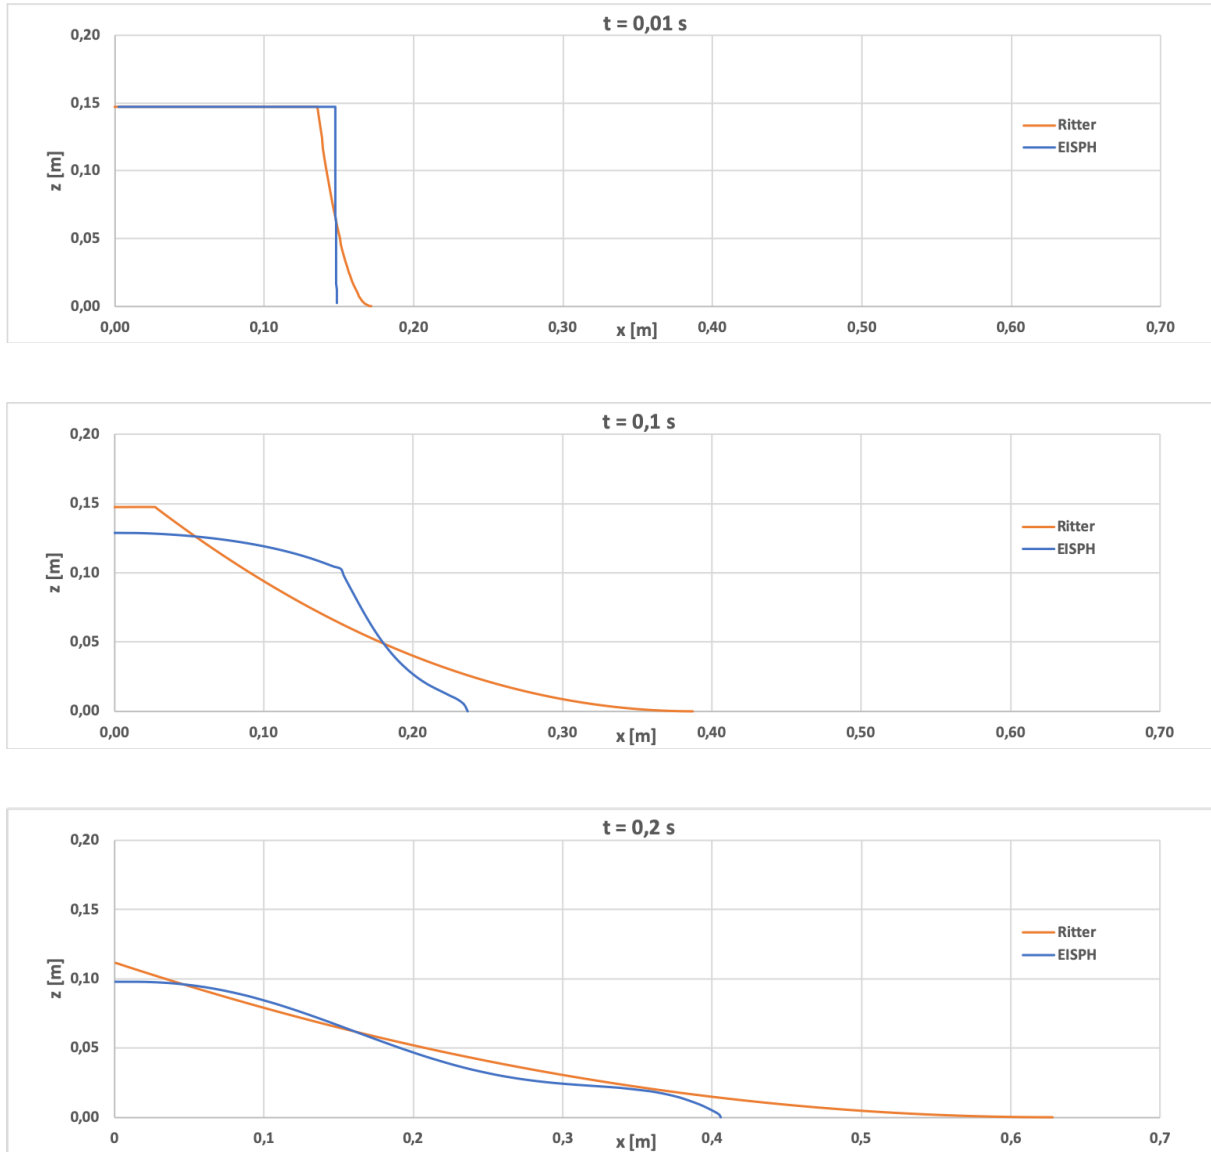 t = 0,01 s
0,20
0,15
0,10
0,05
0,00
z [m]
Ritter
EISPH
0,00 0,10 0,20 0,30 0,40 0,50 0,60 0,70
x [m]
t = 0,1 s
0,20
0,15
0,10
0,05
0,00
z [m]
Ritter
EISPH
0,00 0,10 0,20 0,30 0,40 0,50 0,60 0,70
x [m]
t = 0,2 s
0,20
0,15
0,10
0,05
0,00
z [m]
Ritter
EISPH
0 0,1 0,2 0,3 0,4 0,5 0,6 0,7
x [m]